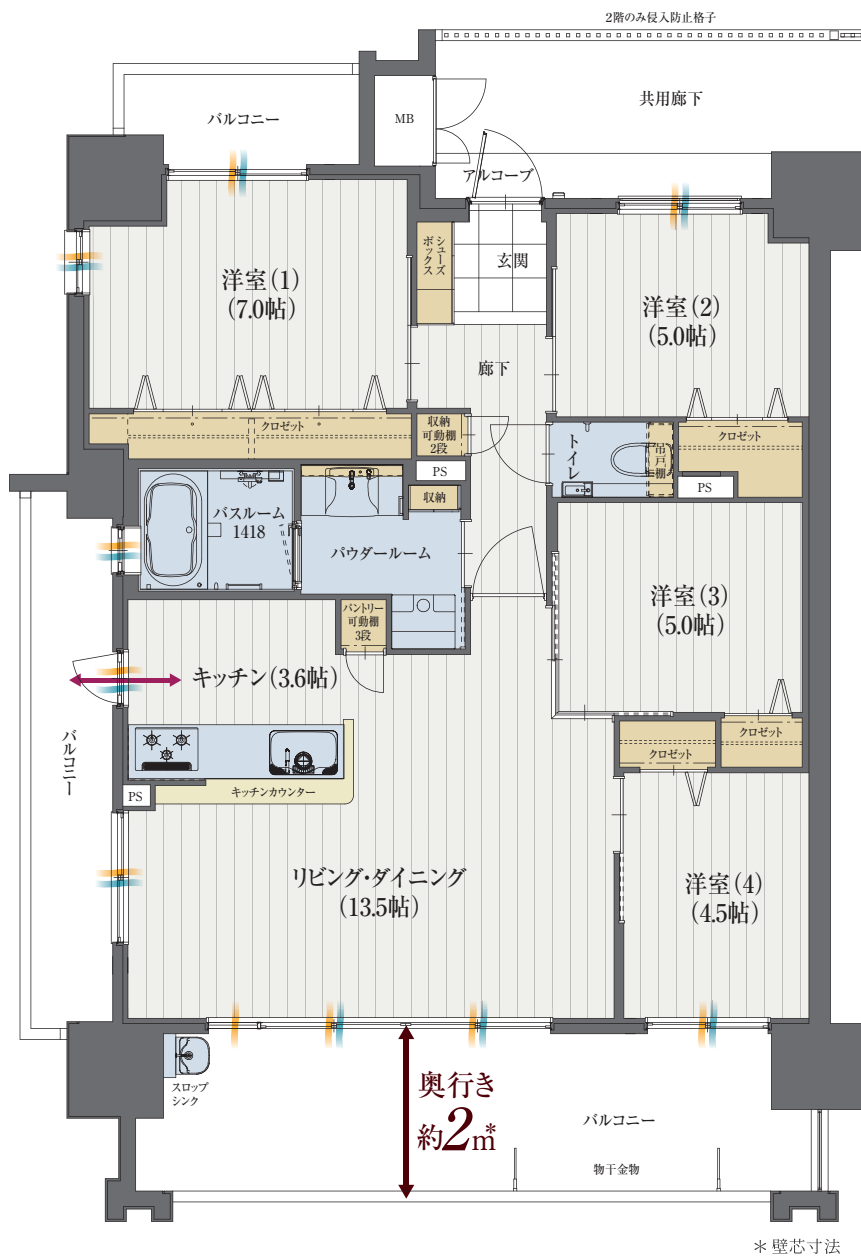 2階のみ侵入防止格子
共用廊下
バルコニー
MB
アルコーブ
シューズ
ボックス
玄関
洋室(1)
(7.0帖)
洋室(2)
(5.0帖)
廊下
クロゼット
収納
可動棚
2段
トイレ
吊戸棚
クロゼット
PS
PS
収納
バスルーム
1418
パウダールーム
洋室(3)
(5.0帖)
パントリー
可動棚
3段
キッチン(3.6帖)
バルコニー
クロゼット
クロゼット
PS
キッチンカウンター
リビング・ダイニング
(13.5帖)
洋室(4)
(4.5帖)
スロップ
シンク
奥行き
約2㎡*
バルコニー
物干金物
＊壁芯寸法